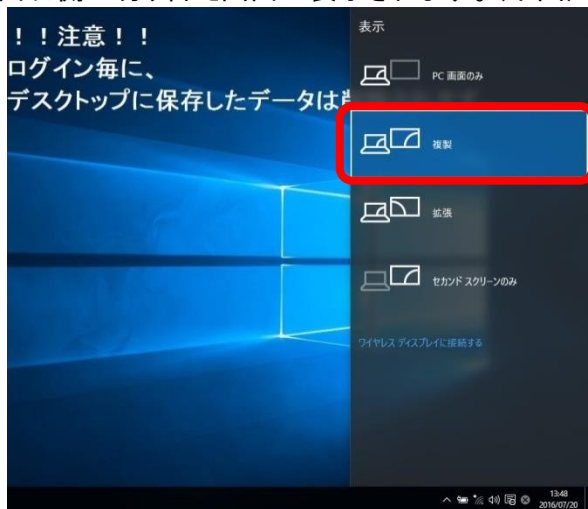 ！！注意！！
ログイン毎に、
デスクトップに保存したデータは
表示
PC 画面のみ
複製
拡張
セカンド スクリーンのみ
ワイヤレス ディスプレイに接続する
13:48
2016/07/20